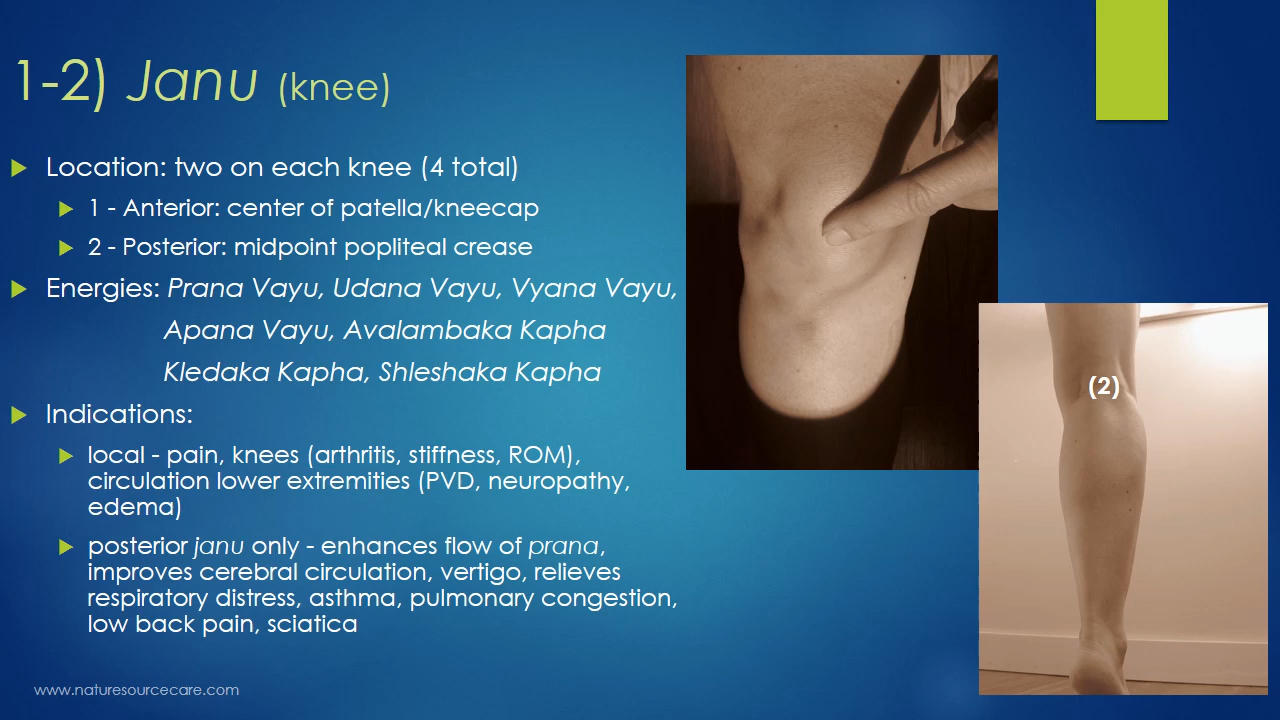 1-2) Janu (knee)
Location: two on each knee (4 total)
1 - Anterior: center of patella/kneecap
2 - Posterior: midpoint popliteal crease
Energies: Prana Vayu, Udana Vayu, Vyana Vayu,
Apana Vayu, Avalambaka Kapha
Kledaka Kapha, Shleshaka Kapha
Indications:
local - pain, knees (arthritis, stiffness, ROM),
circulation lower extremities (PVD, neuropathy,
edema)
posterior janu only - enhances flow of prana,
improves cerebral circulation, vertigo, relieves
respiratory distress, asthma, pulmonary congestion,
low back pain, sciatica
(2)
www.naturesourcecare.com